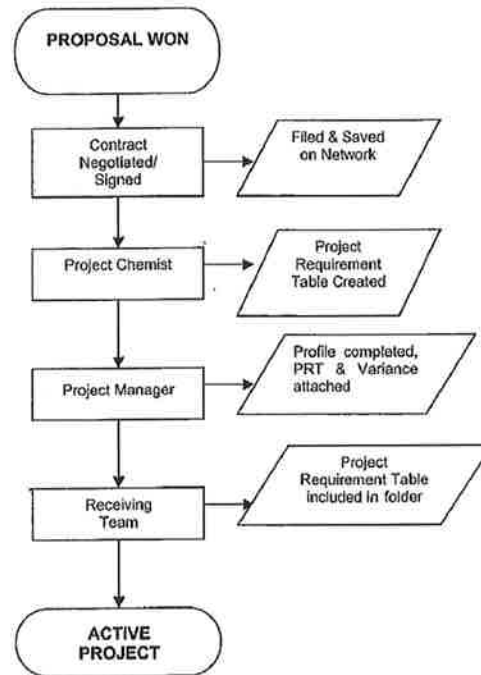 PROPOSAL WON
Contract
Negotiated/
Signed
Filed & Saved
on Network
Project Chemist
Project
Requirement
Table Created
Project Manager
Profile completed,
PRT & Variance
attached
Receiving
Team
Project
Requirement Table
included in folder
ACTIVE
PROJECT